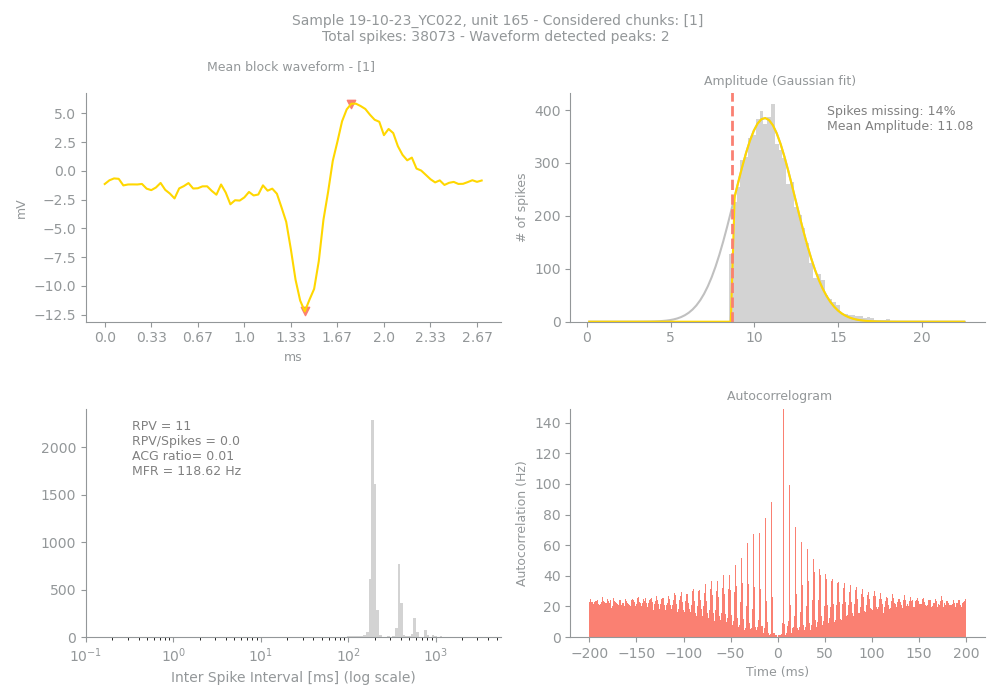 Sample 19-10-23_YC022, unit 165 - Considered chunks: [1]
Total spikes: 38073 - Waveform detected peaks: 2
Mean block waveform - [1]
5.0
2.5
0.0
−2.5
−5.0
−7.5
−10.0
−12.5
mV
0.0 0.33 0.67 1.0 1.33 1.67 2.0 2.33 2.67
ms
Amplitude (Gaussian fit)
Spikes missing: 14%
Mean Amplitude: 11.08
400
300
200
100
0
# of spikes
0 5 10 15 20
RPV = 11
RPV/Spikes = 0.0
ACG ratio= 0.01
MFR = 118.62 Hz
2000
1500
1000
500
0
10⁻¹ 10⁰ 10¹ 10² 10³
Inter Spike Interval [ms] (log scale)
Autocorrelogram
140
120
100
80
60
40
20
0
Autocorrelation (Hz)
−200 −150 −100 −50 0 50 100 150 200
Time (ms)